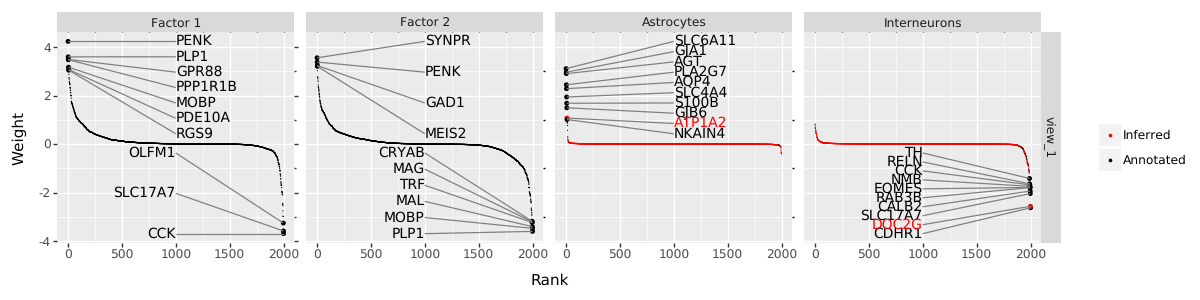 Factor 1
Factor 2
Astrocytes
Interneurons
Weight
4
2
0
-2
-4
PENK
PLP1
GPR88
PPP1R1B
MOBP
PDE10A
RGS9
OLFM1
SLC17A7
CCK
SYNPR
PENK
GAD1
MEIS2
CRYAB
MAG
TRF
MAL
MOBP
PLP1
SLC6A11
GJA1
AGT
PLA2G7
AQP4
SLC4A4
S100B
GJB6
ATP1A2
NKAIN4
TH
RELN
CCK
NMB
EOMES
RAB3B
CALB2
SLC17A7
DOC2G
CDHR1
view_1
Inferred
Annotated
0 500 1000 1500 2000
0 500 1000 1500 2000
0 500 1000 1500 2000
0 500 1000 1500 2000
Rank